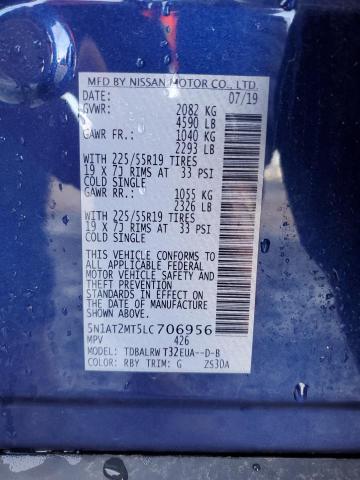 MFD BY NISSAN MOTOR CO., LTD.
DATE: 07/19
GVWR: 2082 KG
4590 LB
GAWR FR.: 1040 KG
2293 LB
WITH 225/55R19 TIRES
19 X 7J RIMS AT 33 PSI
COLD SINGLE
GAWR RR.: 1055 KG
2326 LB
WITH 225/55R19 TIRES
19 X 7J RIMS AT 33 PSI
COLD SINGLE
THIS VEHICLE CONFORMS TO
ALL APPLICABLE FEDERAL
MOTOR VEHICLE SAFETY AND
THEFT PREVENTION
STANDARDS IN EFFECT ON
THE DATE OF MANUFACTURE
SHOWN ABOVE.
5N1AT2MT5LC706956
MPV 426
MODEL: TDBALRW T32EUA--D-B
COLOR: RBY TRIM: G ZS30A